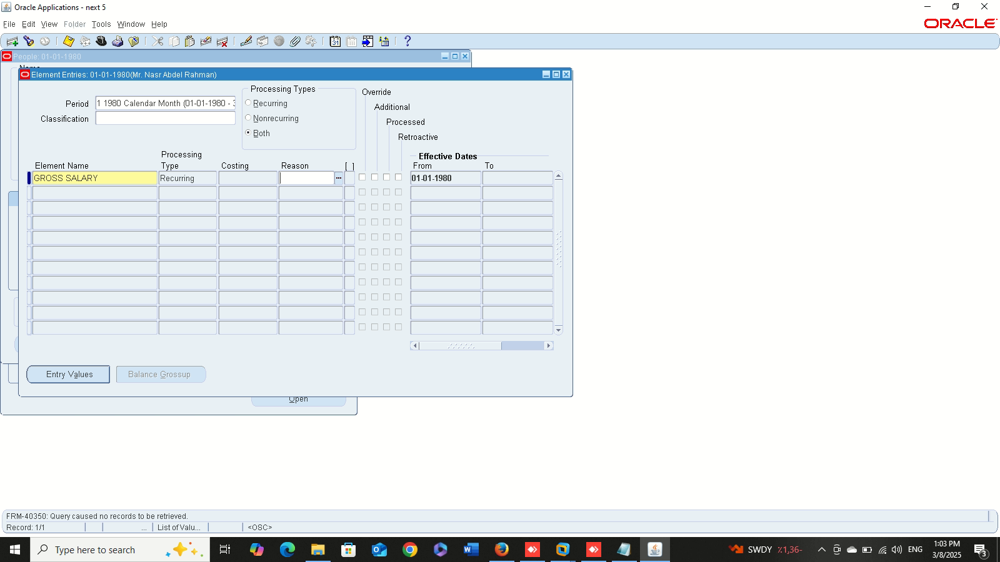 Oracle Applications - next 5
File Edit View Folder Tools Window Help
ORACLE
People: 01-01-1980
Element Entries: 01-01-1980(Mr. Nasr Abdel Rahman)
Processing Types
Override
Period 1 1980 Calendar Month (01-01-1980 -
Recurring
Additional
Classification
Nonrecurring
Processed
Both
Retroactive
Processing
Effective Dates
Element Name Type Costing Reason [ ] From To
GROSS SALARY Recurring 01-01-1980
Entry Values Balance Grossup
Open
FRM-40350: Query caused no records to be retrieved.
Record: 1/1 ... List of Valu... <OSC>
Type here to search
SWDY ٪1,36-
ENG
1:03 PM
3/8/2025
3